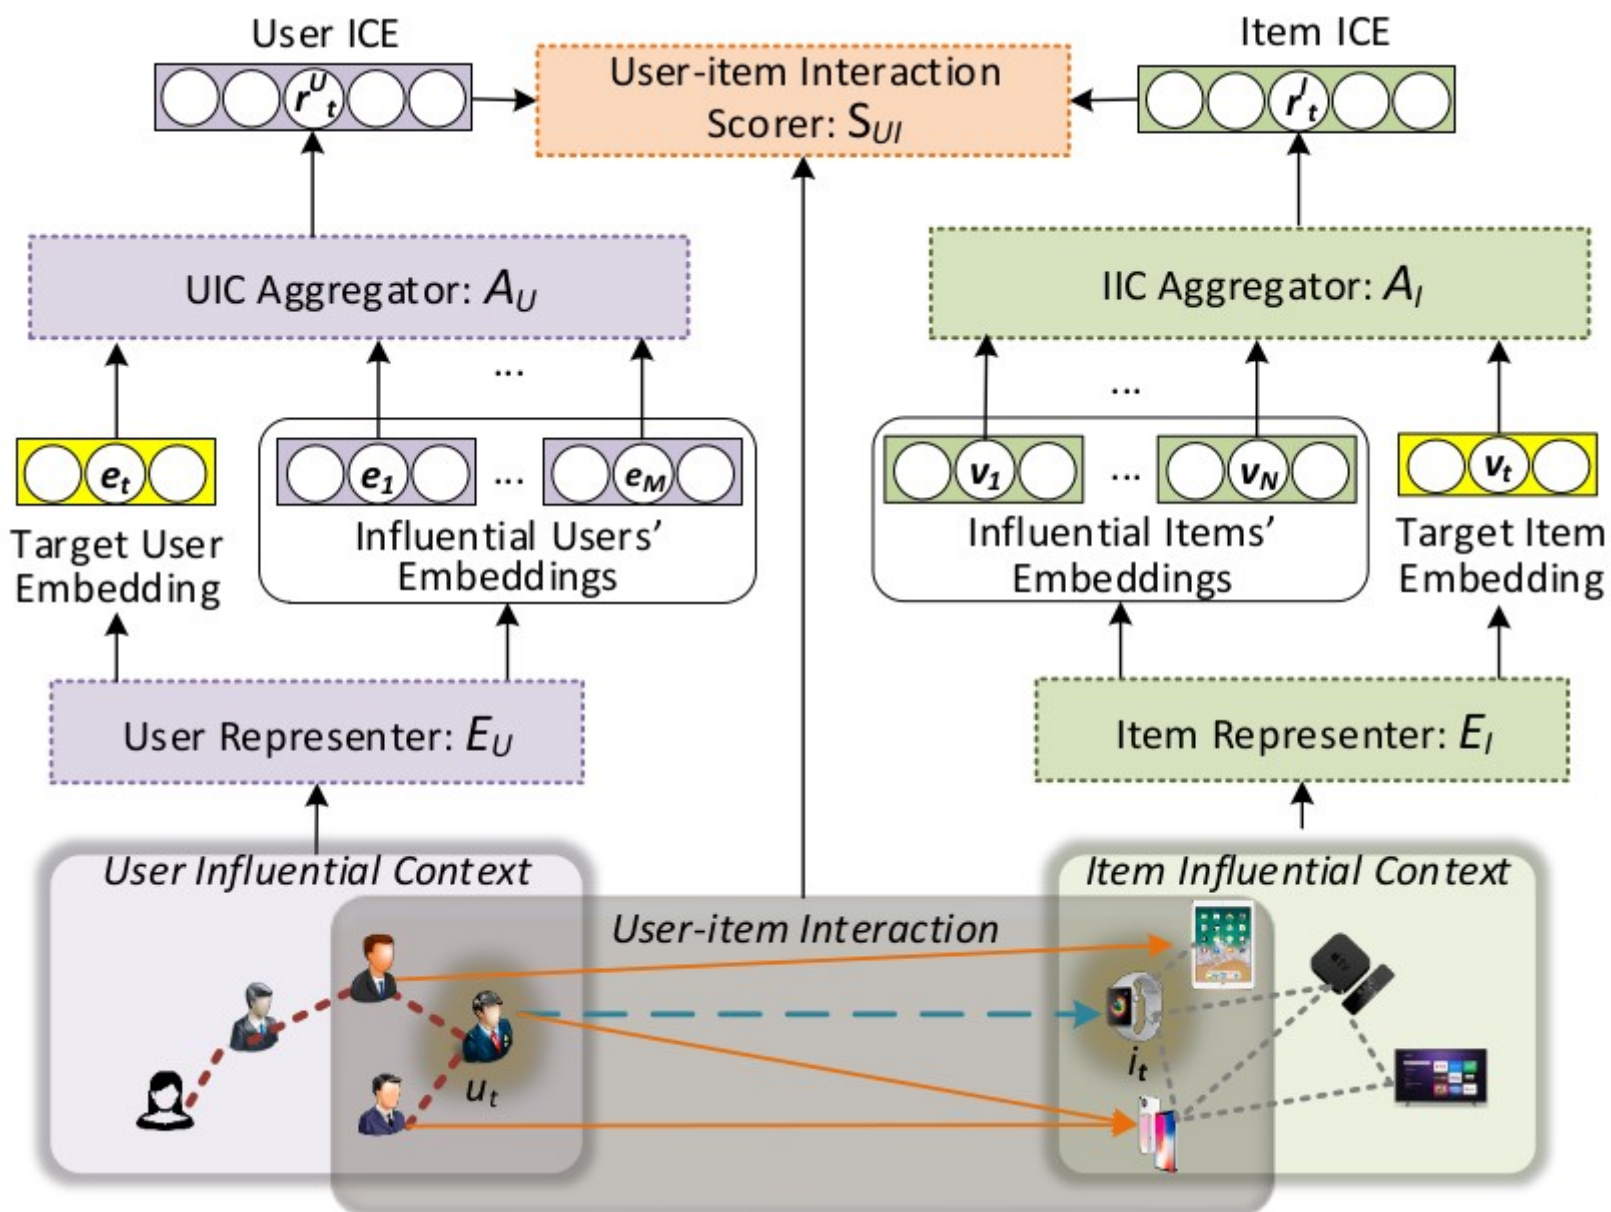 User ICE
Item ICE
r^U_t
User-item Interaction
Scorer: S_UI
r^I_t
UIC Aggregator: A_U
IIC Aggregator: A_I
...
...
e_t
e_1
...
e_M
v_1
...
v_N
v_t
Target User
Embedding
Influential Users’
Embeddings
Influential Items’
Embeddings
Target Item
Embedding
User Representer: E_U
Item Representer: E_I
User Influential Context
Item Influential Context
User-item Interaction
u_t
i_t